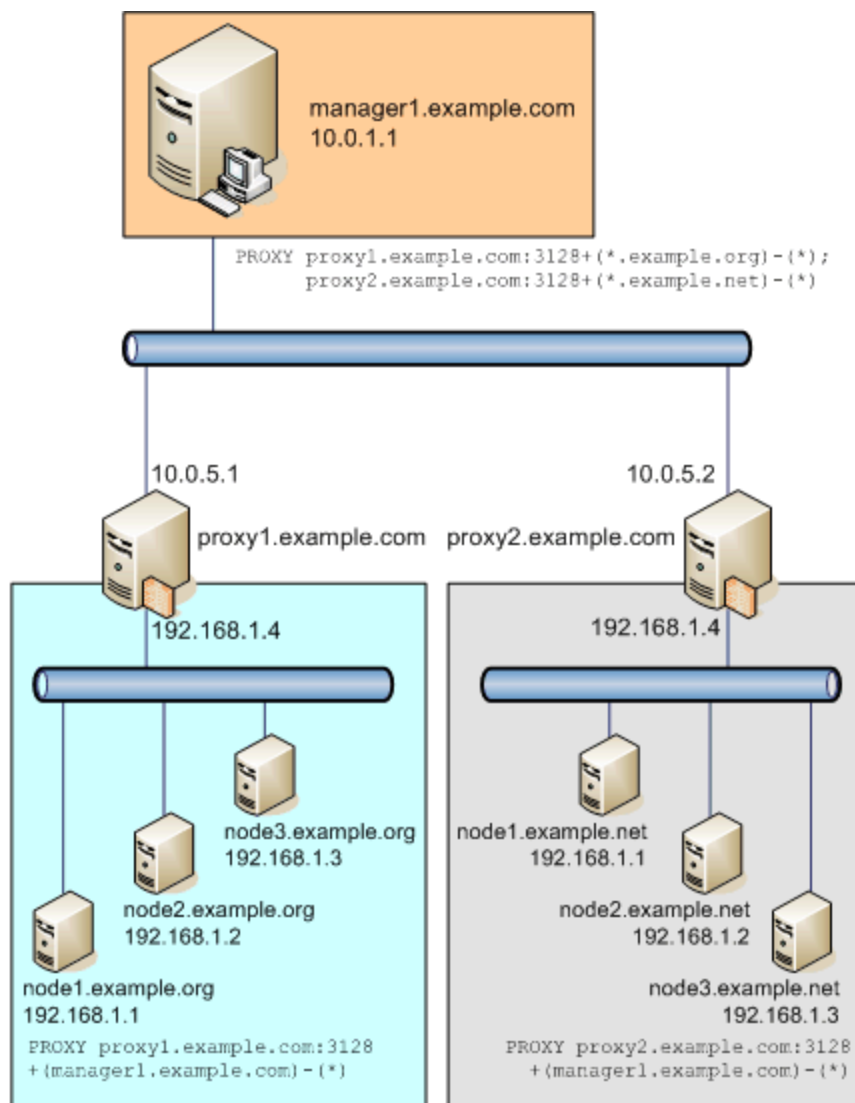 manager1.example.com
10.0.1.1
PROXY proxy1.example.com:3128+(*.example.org)-(*);
proxy2.example.com:3128+(*.example.net)-(*)
10.0.5.1
10.0.5.2
proxy1.example.com
proxy2.example.com
192.168.1.4
192.168.1.4
node3.example.org
192.168.1.3
node2.example.org
192.168.1.2
node1.example.org
192.168.1.1
PROXY proxy1.example.com:3128
+(manager1.example.com)-(*)
node1.example.net
192.168.1.1
node2.example.net
192.168.1.2
node3.example.net
192.168.1.3
PROXY proxy2.example.com:3128
+(manager1.example.com)-(*)